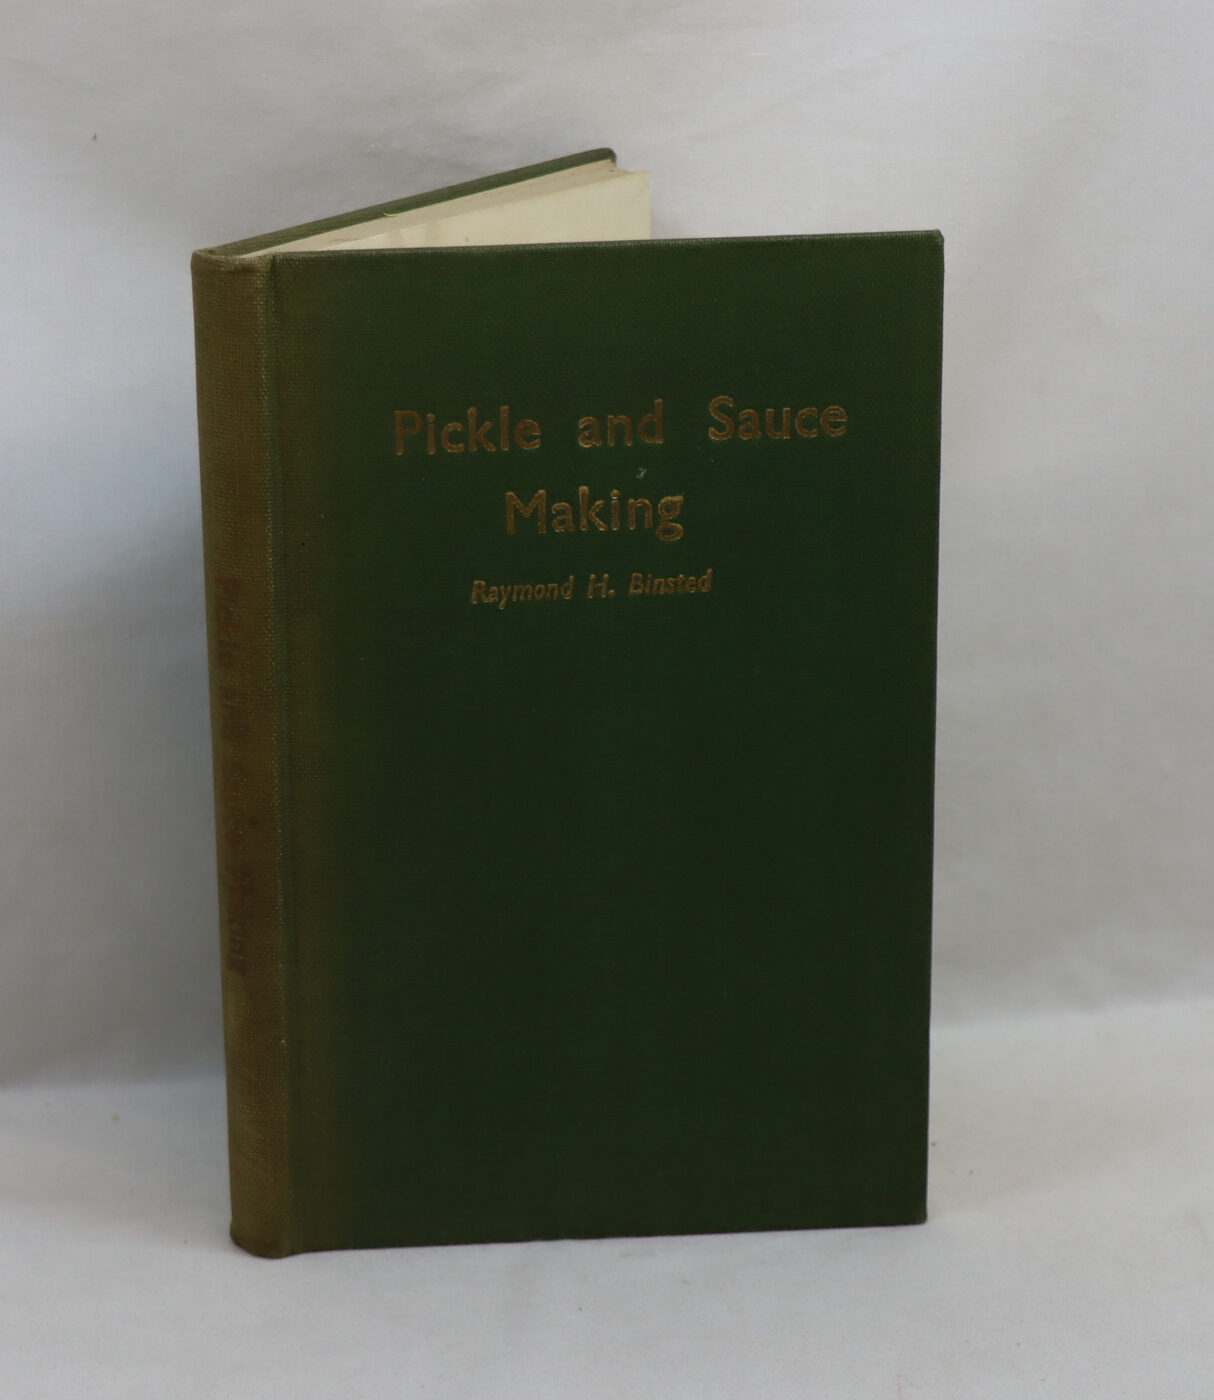 Pickle and Sauce
Making
Raymond H. Binsted